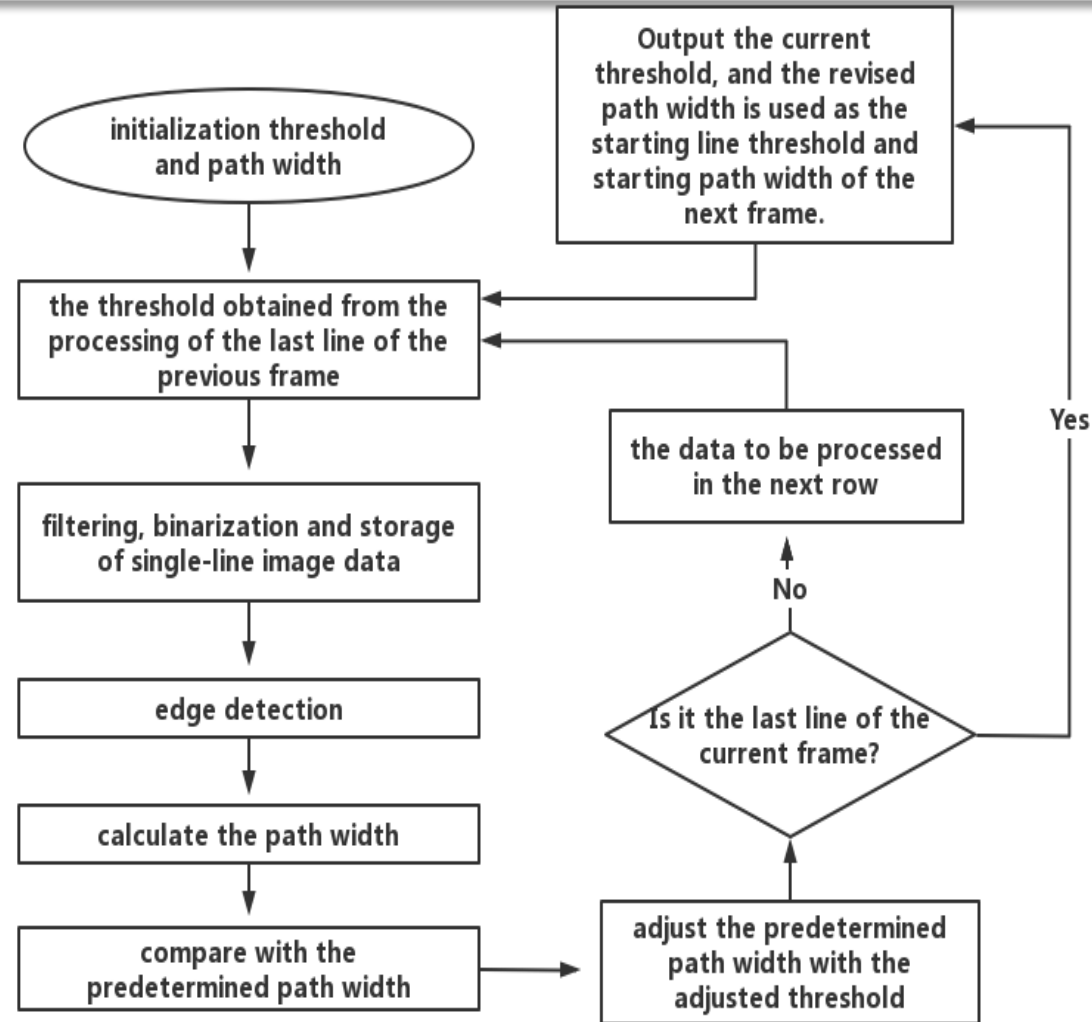 initialization threshold
and path width
the threshold obtained from the
processing of the last line of the
previous frame
filtering, binarization and storage
of single-line image data
edge detection
calculate the path width
compare with the
predetermined path width
adjust the predetermined
path width with the
adjusted threshold
Is it the last line of the
current frame?
No
the data to be processed
in the next row
Yes
Output the current
threshold, and the revised
path width is used as the
starting line threshold and
starting path width of the
next frame.